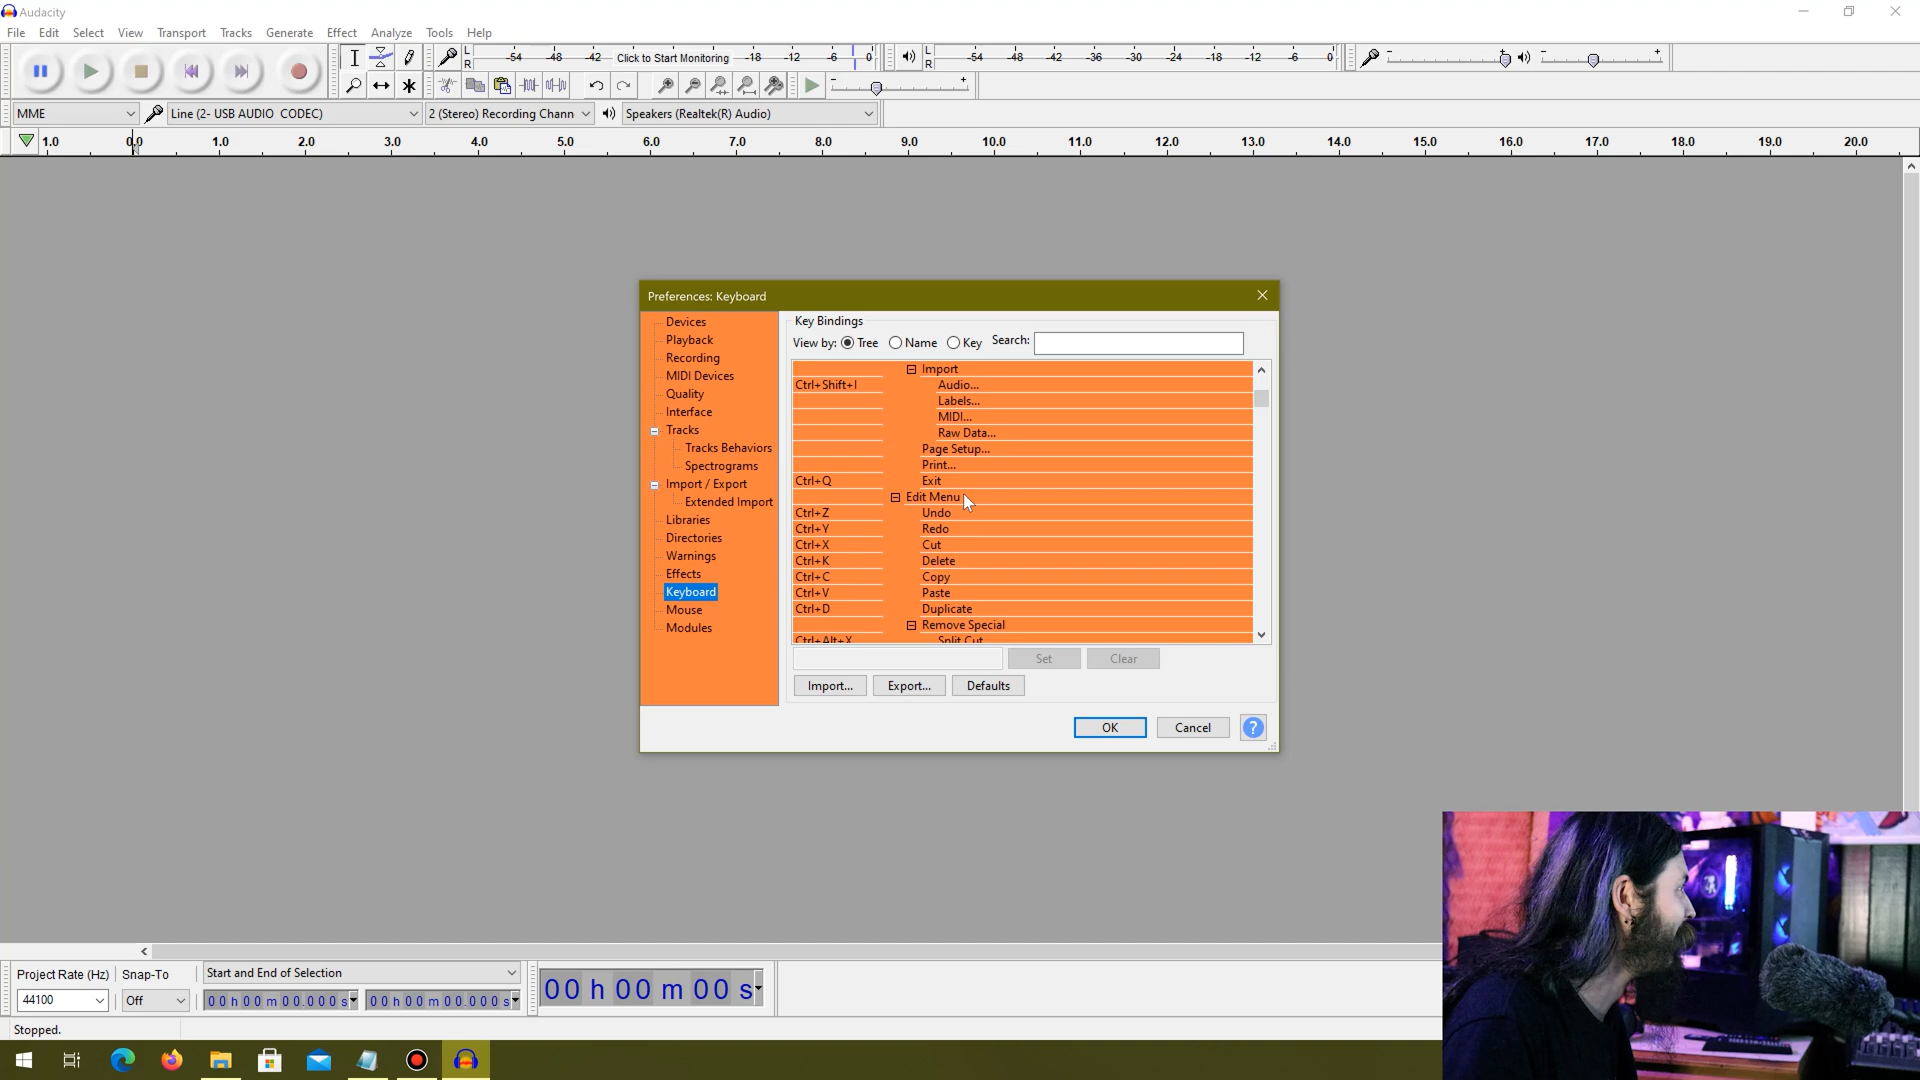 Audacity
File Edit Select View Transport Tracks Generate Effect Analyze Tools Help
L R -54 -48 -42 Click to Start Monitoring -18 -12 -6 0 L R -54 -48 -42 -36 -30 -24 -18 -12 -6 0 - + - +
- +
MME Line (2- USB AUDIO CODEC) 2 (Stereo) Recording Chann Speakers (Realtek(R) Audio)
1.0 0.0 1.0 2.0 3.0 4.0 5.0 6.0 7.0 8.0 9.0 10.0 11.0 12.0 13.0 14.0 15.0 16.0 17.0 18.0 19.0 20.0
Preferences: Keyboard
Devices
Playback
Recording
MIDI Devices
Quality
Interface
Tracks
Tracks Behaviors
Spectrograms
Import / Export
Extended Import
Libraries
Directories
Warnings
Effects
Keyboard
Mouse
Modules
Key Bindings
View by: Tree Name Key Search:
Import
Ctrl+Shift+I Audio...
Labels...
MIDI...
Raw Data...
Page Setup...
Print...
Ctrl+Q Exit
Edit Menu
Ctrl+Z Undo
Ctrl+Y Redo
Ctrl+X Cut
Ctrl+K Delete
Ctrl+C Copy
Ctrl+V Paste
Ctrl+D Duplicate
Remove Special
Ctrl+Alt+X Split Cut
Set Clear
Import... Export... Defaults
OK Cancel ?
Project Rate (Hz) Snap-To Start and End of Selection
44100 Off 00 h 00 m 00.000 s 00 h 00 m 00.000 s 00 h 00 m 00 s
Stopped.